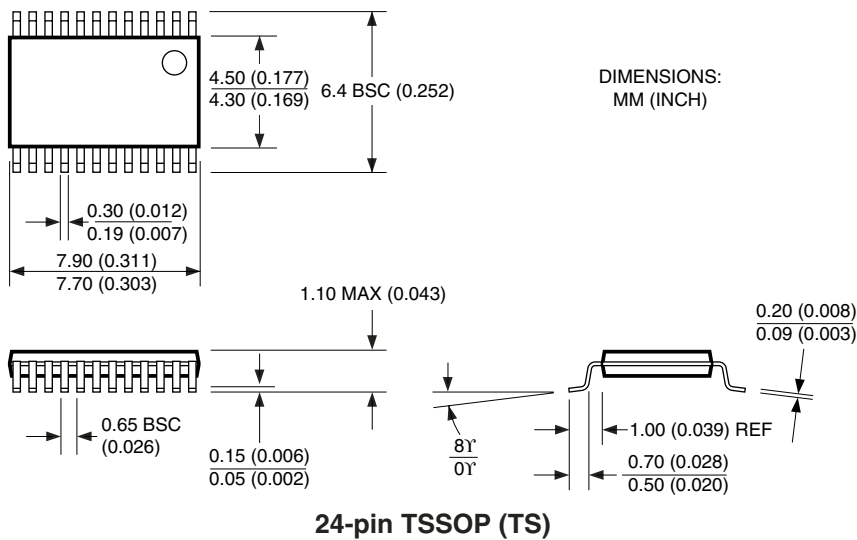 4.50 (0.177)
4.30 (0.169)
6.4 BSC (0.252)
DIMENSIONS:
MM (INCH)
0.30 (0.012)
0.19 (0.007)
7.90 (0.311)
7.70 (0.303)
1.10 MAX (0.043)
0.20 (0.008)
0.09 (0.003)
0.65 BSC
(0.026)
0.15 (0.006)
0.05 (0.002)
8ϒ
0ϒ
1.00 (0.039) REF
0.70 (0.028)
0.50 (0.020)
24-pin TSSOP (TS)